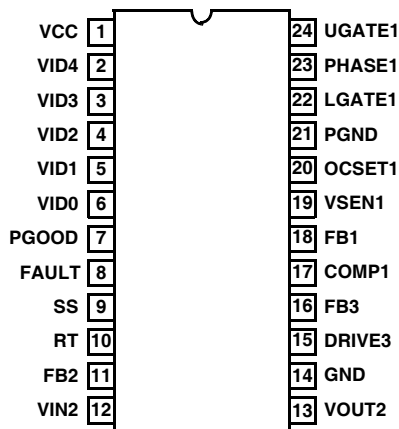 VCC 1 24 UGATE1
VID4 2 23 PHASE1
VID3 3 22 LGATE1
VID2 4 21 PGND
VID1 5 20 OCSET1
VID0 6 19 VSEN1
PGOOD 7 18 FB1
FAULT 8 17 COMP1
SS 9 16 FB3
RT 10 15 DRIVE3
FB2 11 14 GND
VIN2 12 13 VOUT2